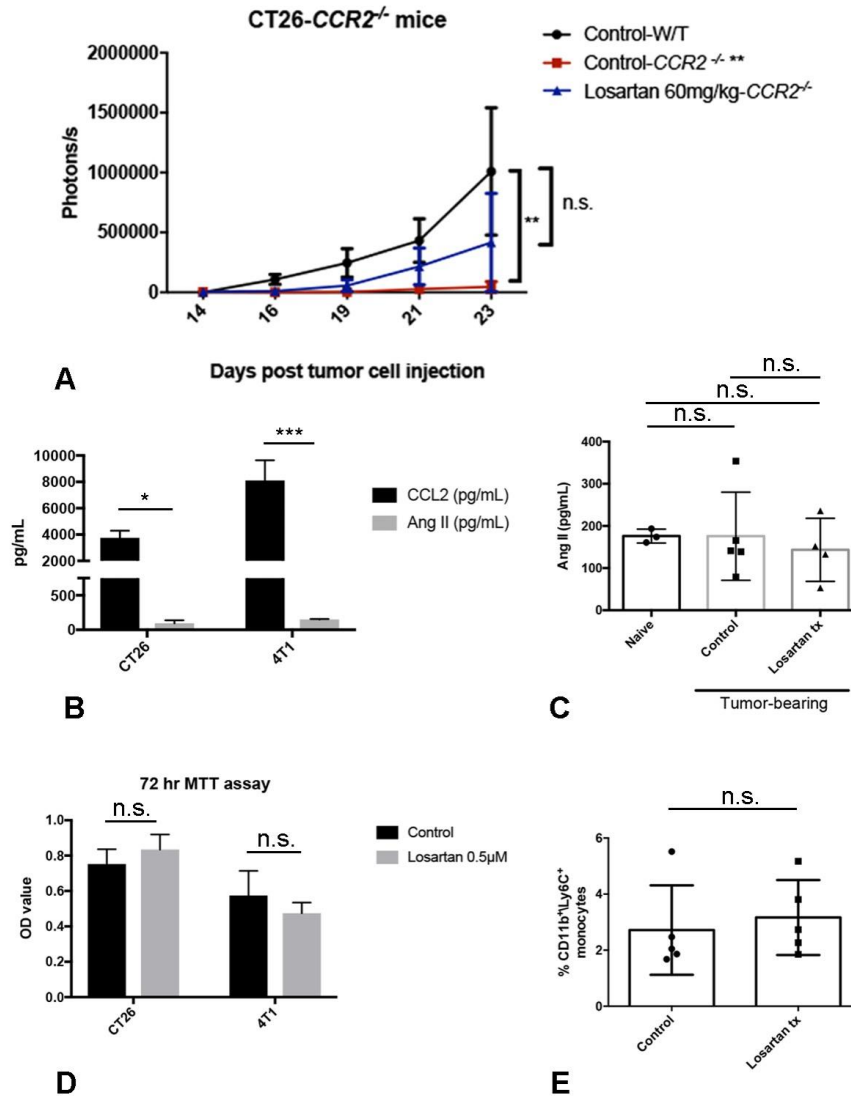 CT26-CCR2-/- mice
Control-W/T
Control-CCR2 -/- **
Losartan 60mg/kg-CCR2-/-
Photons/s
2000000
1500000
1000000
500000
0
14
16
19
21
23
**
n.s.
Days post tumor cell injection
A
pg/mL
10000
8000
6000
4000
2000
500
0
*
***
CT26
4T1
CCL2 (pg/mL)
Ang II (pg/mL)
B
n.s.
n.s.
n.s.
Ang II (pg\mL)
400
300
200
100
0
Naive
Control
Losartan tx
Tumor-bearing
C
72 hr MTT assay
n.s.
n.s.
OD value
1.0
0.8
0.6
0.4
0.2
0.0
CT26
4T1
Control
Losartan 0.5µM
D
n.s.
% CD11b+\Ly6C+
monocytes
6
4
2
0
Control
Losartan tx
E